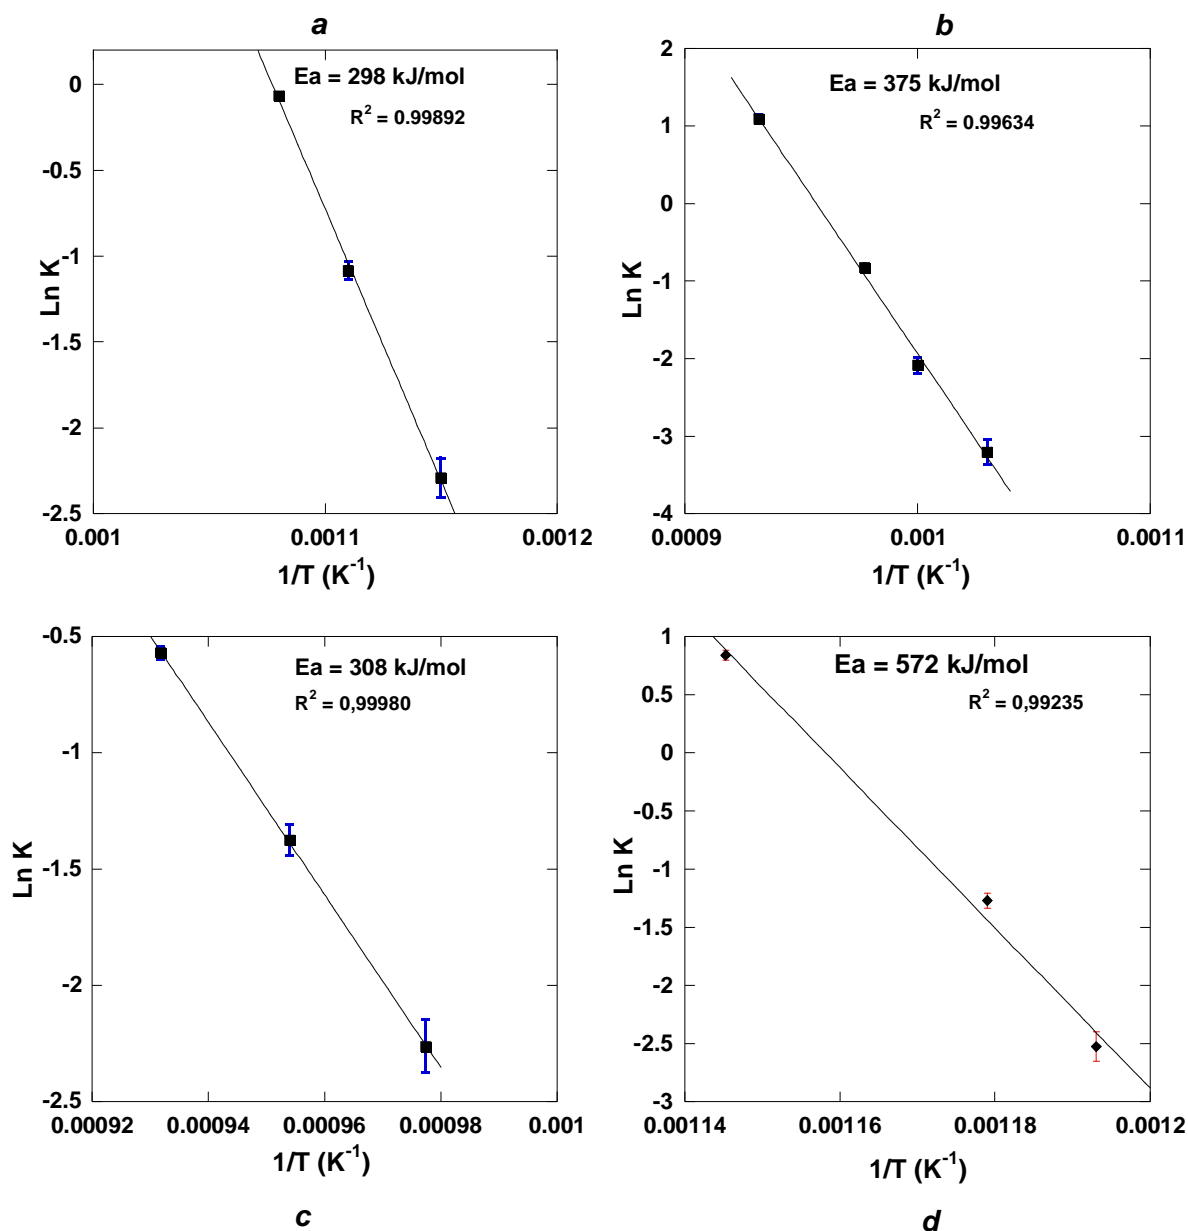 a
Ea = 298 kJ/mol
R² = 0.99892
0
-0.5
-1
-1.5
-2
-2.5
Ln K
0.001
0.0011
0.0012
1/T (K⁻¹)
b
Ea = 375 kJ/mol
R² = 0.99634
2
1
0
-1
-2
-3
-4
Ln K
0.0009
0.001
0.0011
1/T (K⁻¹)
Ea = 308 kJ/mol
R² = 0,99980
-0.5
-1
-1.5
-2
-2.5
Ln K
0.00092
0.00094
0.00096
0.00098
0.001
1/T (K⁻¹)
c
Ea = 572 kJ/mol
R² = 0,99235
1
0.5
0
-0.5
-1
-1.5
-2
-2.5
-3
Ln K
0.00114
0.00116
0.00118
0.0012
1/T (K⁻¹)
d